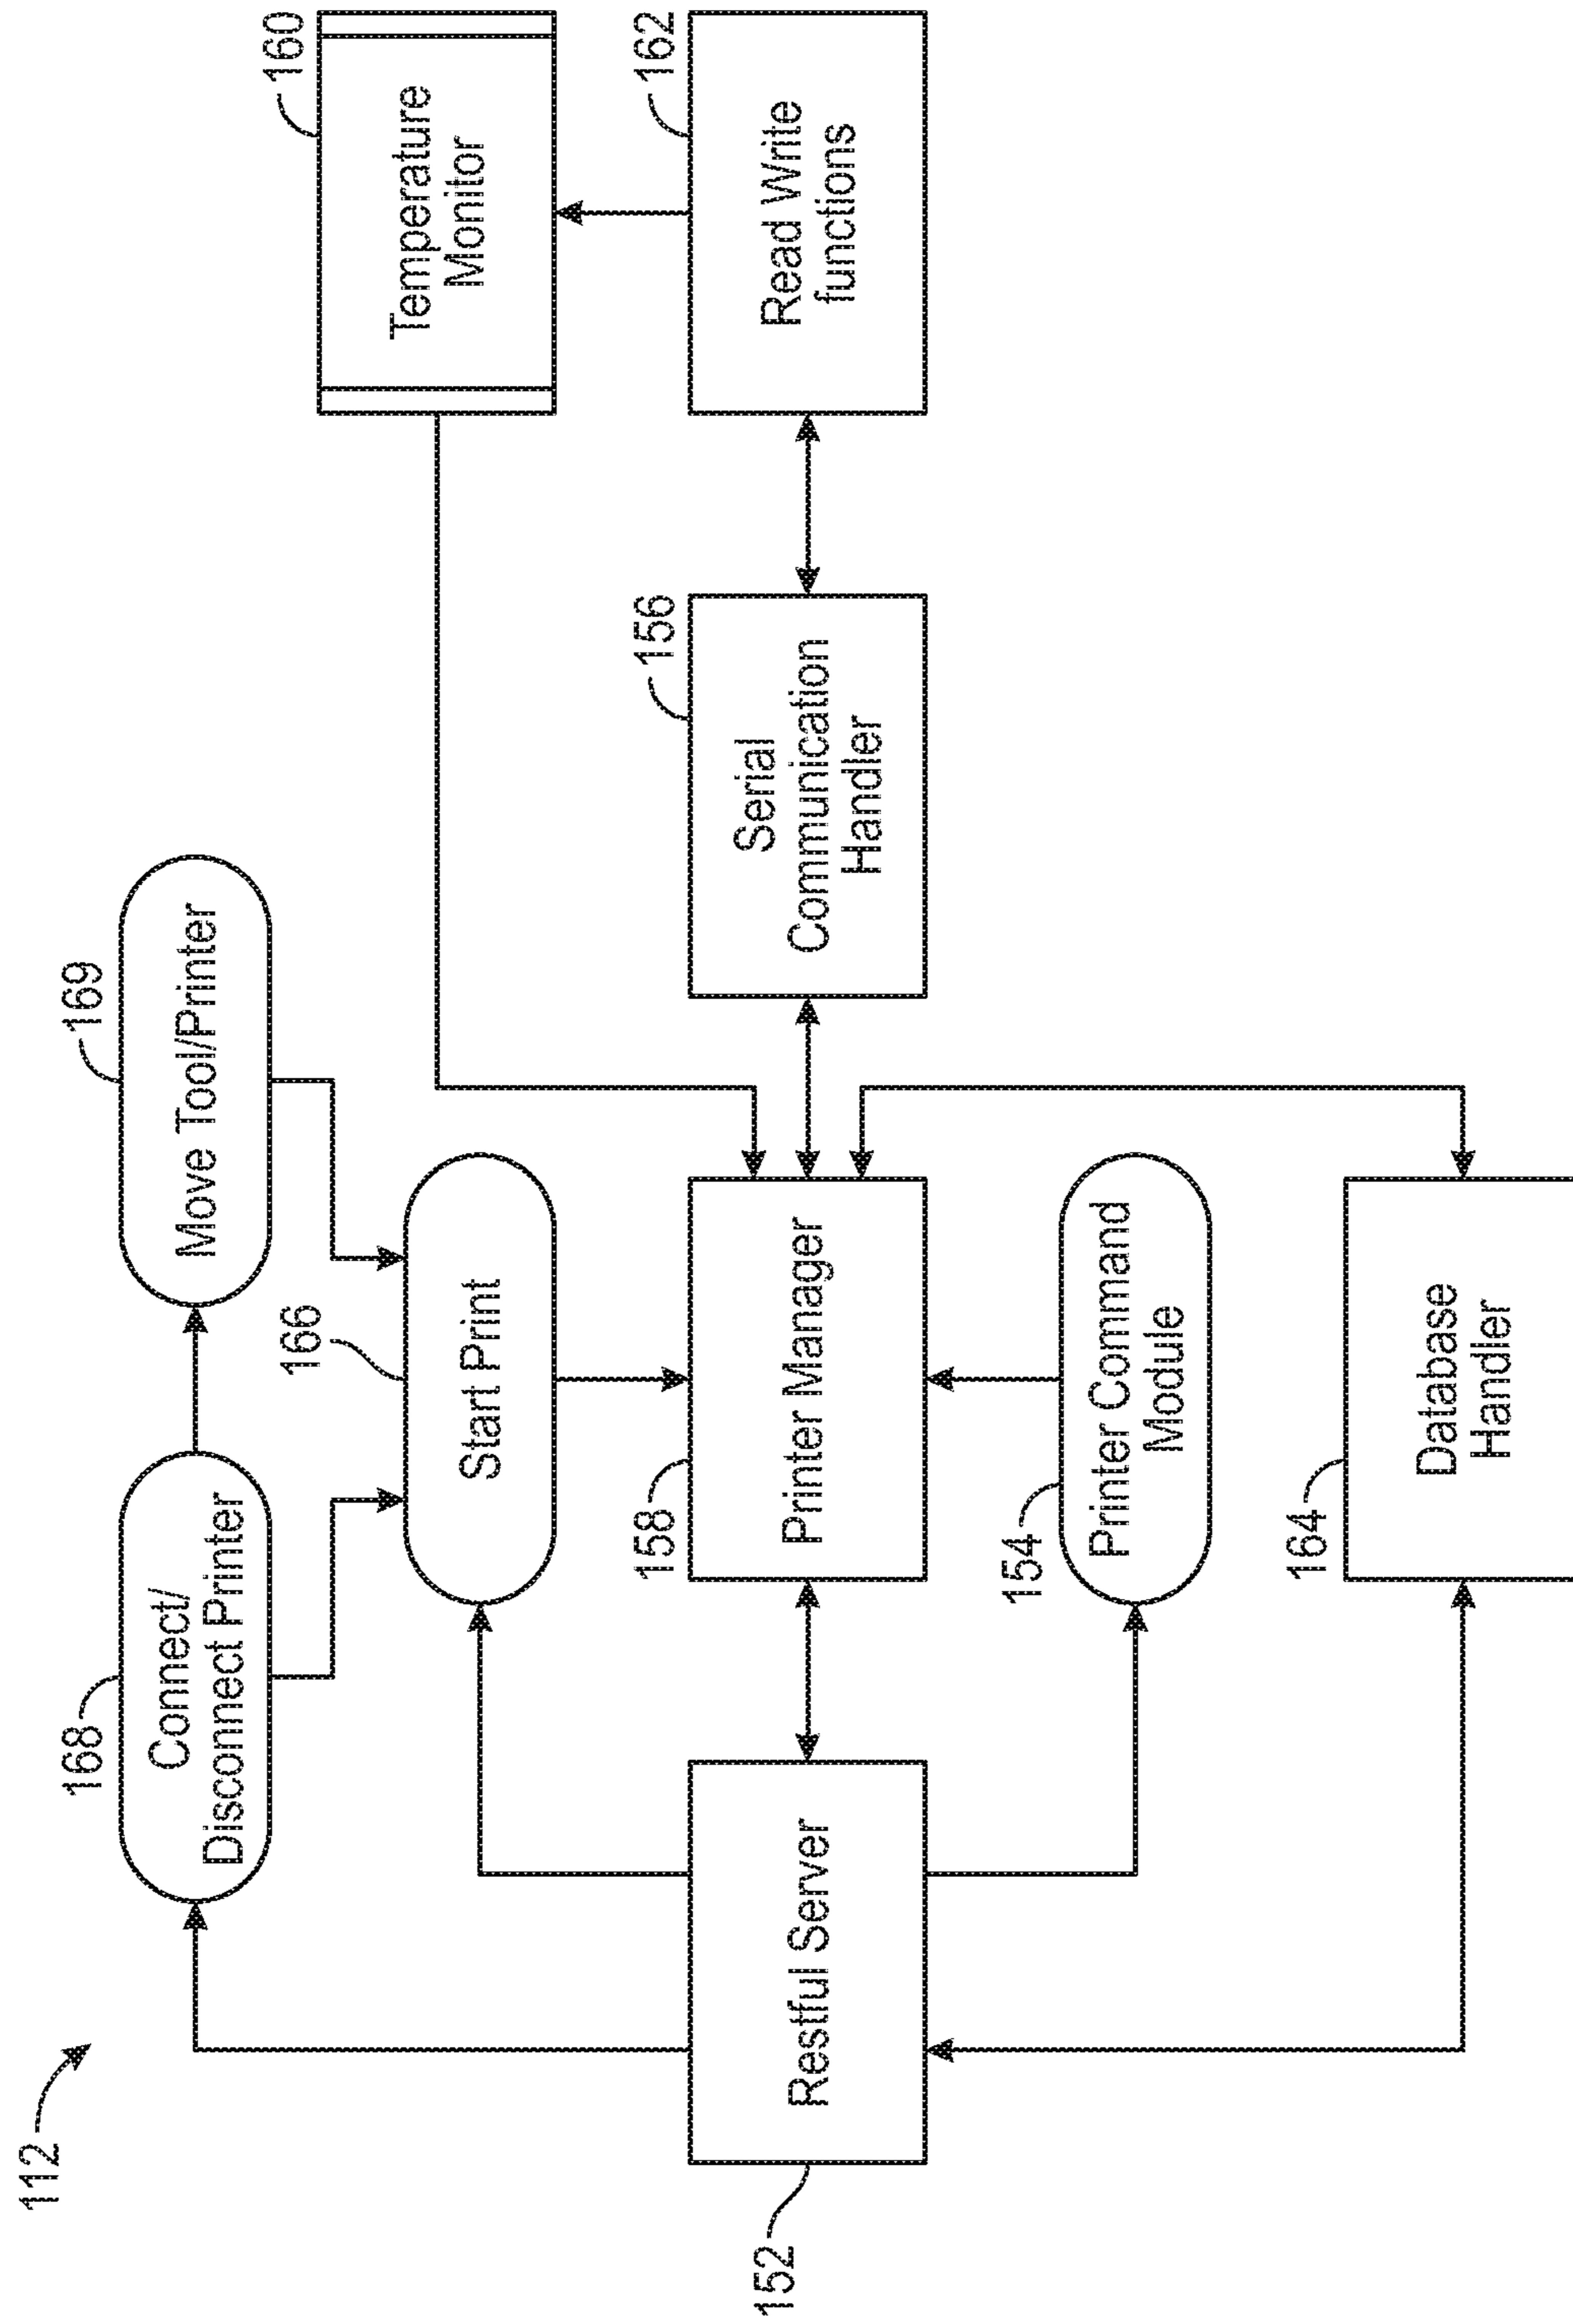 112
168
Connect/
Disconnect Printer
169
Move Tool/Printer
160
Temperature
Monitor
166
Start Print
152
Restful Server
158
Printer Manager
156
Serial
Communication
Handler
162
Read Write
functions
154
Printer Command
Module
164
Database
Handler